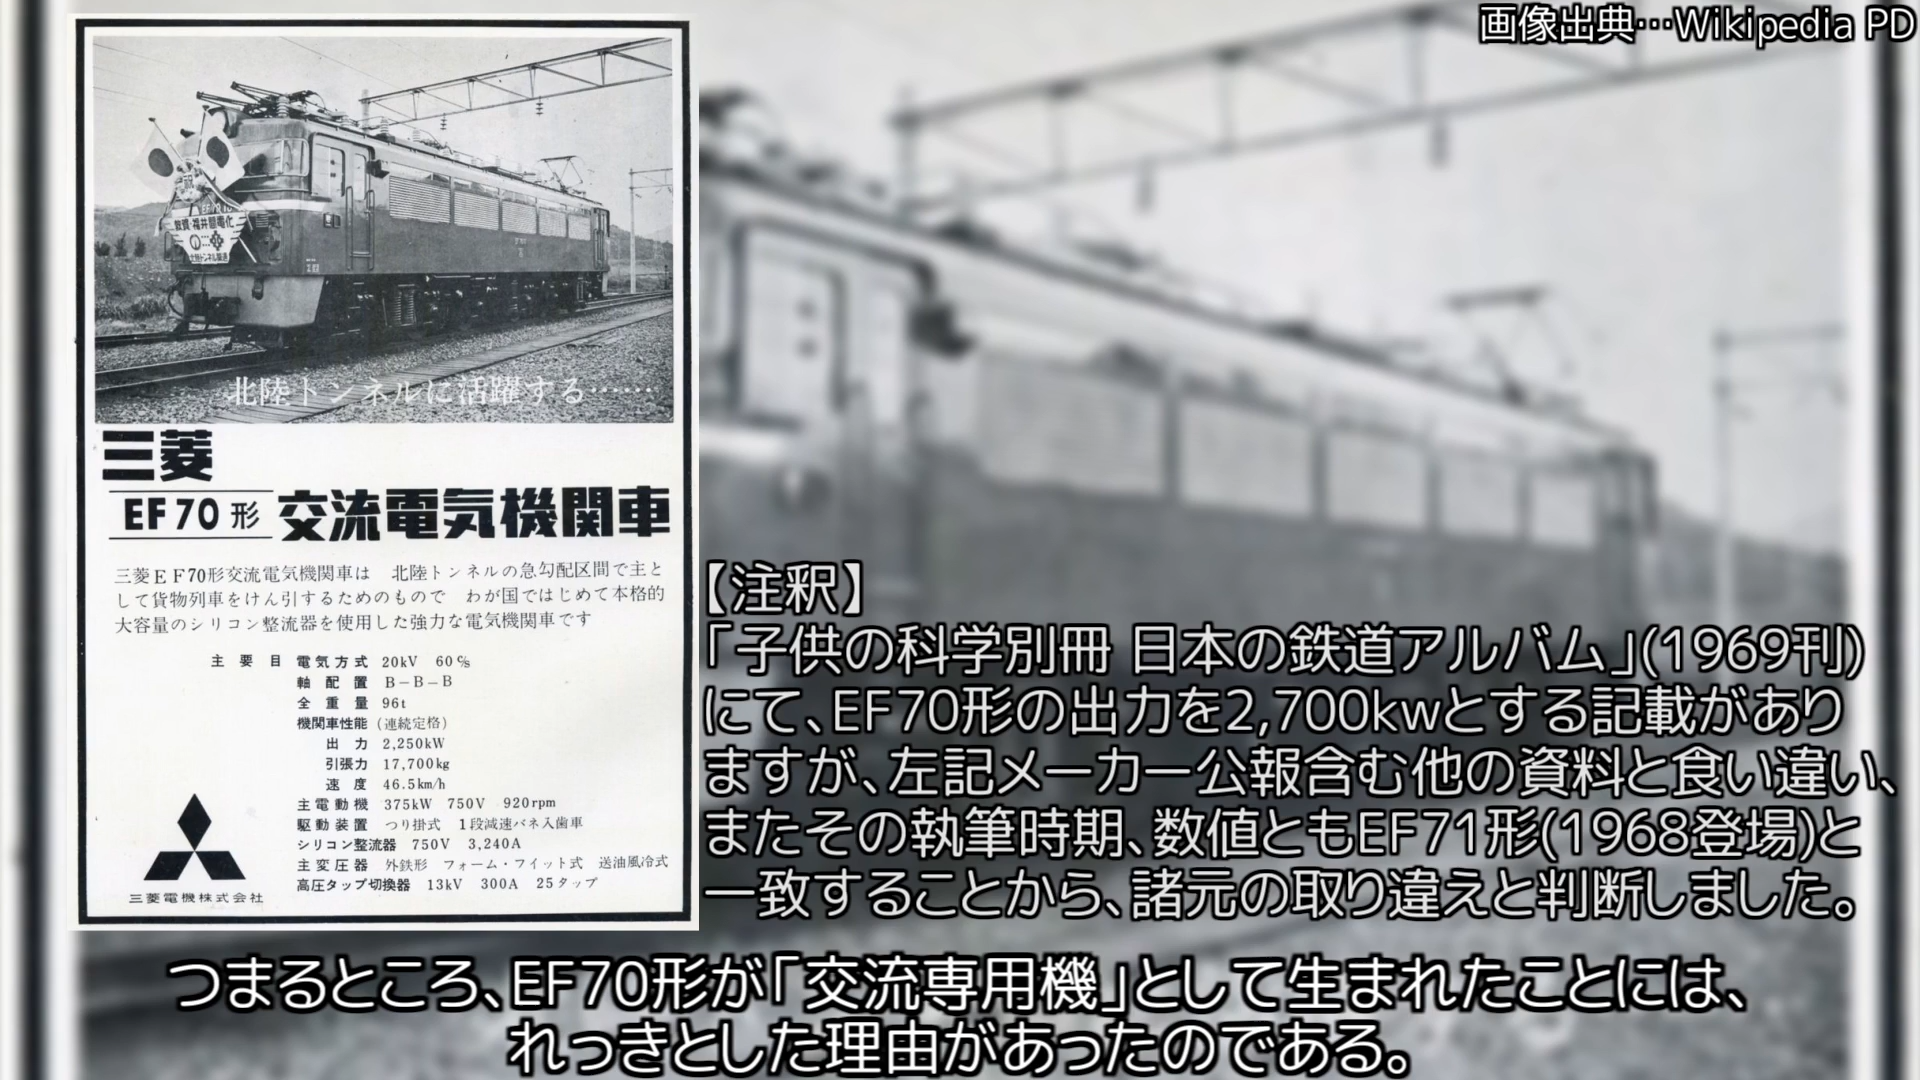 画像出典…Wikipedia PD
祝
EF70 10
敦賀・福井間電化
北陸トンネル開通
北陸トンネルに活躍する……
三菱
EF70形 交流電気機関車
三菱EF70形交流電気機関車は 北陸トンネルの急勾配区間で主と
して貨物列車をけん引するためのもので わが国ではじめて本格的
大容量のシリコン整流器を使用した強力な電気機関車です
主要目 電気方式 20kV 60㎐
軸配置 B−B−B
全重量 96t
機関車性能 (連続定格)
出力 2,250kW
引張力 17,700kg
速度 46.5km/h
主電動機 375kW 750V 920rpm
駆動装置 つり掛式 1段減速バネ入歯車
シリコン整流器 750V 3,240A
主変圧器 外鉄形 フォーム・フイット式 送油風冷式
高圧タップ切換器 13kV 300A 25タップ
三菱電機株式会社
【注釈】
「子供の科学別冊 日本の鉄道アルバム」(1969刊)
にて、EF70形の出力を2,700kwとする記載があり
ますが、左記メーカー公報含む他の資料と食い違い、
またその執筆時期、数値ともEF71形(1968登場)と
一致することから、諸元の取り違えと判断しました。
つまるところ、EF70形が「交流専用機」として生まれたことには、
れっきとした理由があったのである。